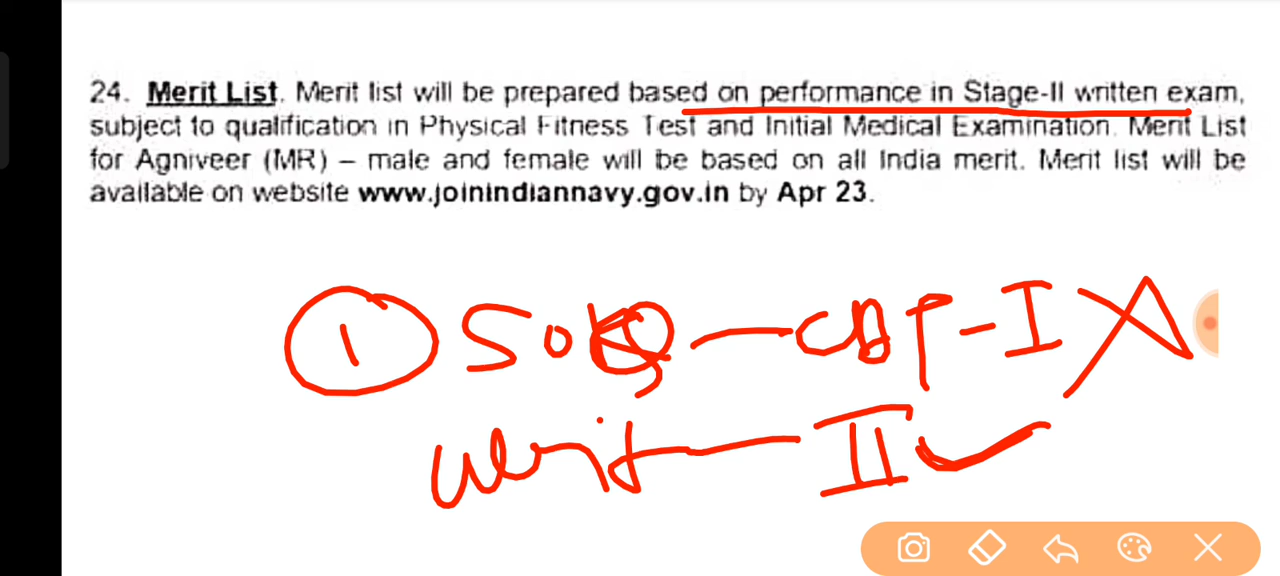 24. Merit List. Merit list will be prepared based on performance in Stage-II written exam,
subject to qualification in Physical Fitness Test and Initial Medical Examination. Merit List
for Agniveer (MR) – male and female will be based on all India merit. Merit list will be
available on website www.joinindiannavy.gov.in by Apr 23.
1 - I X
Merit - II ✓